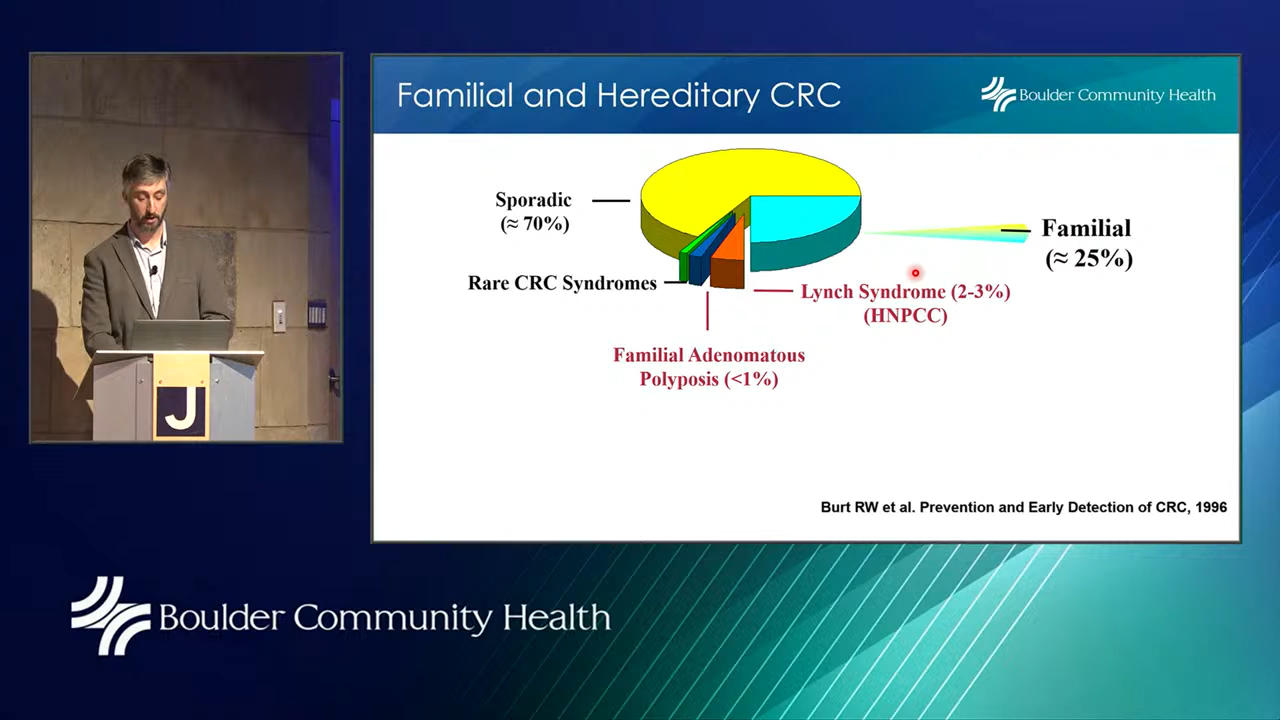 Familial and Hereditary CRC
Boulder Community Health
Sporadic
(≈ 70%)
Familial
(≈ 25%)
Rare CRC Syndromes
Lynch Syndrome (2-3%)
(HNPCC)
Familial Adenomatous
Polyposis (<1%)
Burt RW et al. Prevention and Early Detection of CRC, 1996
J
Boulder Community Health